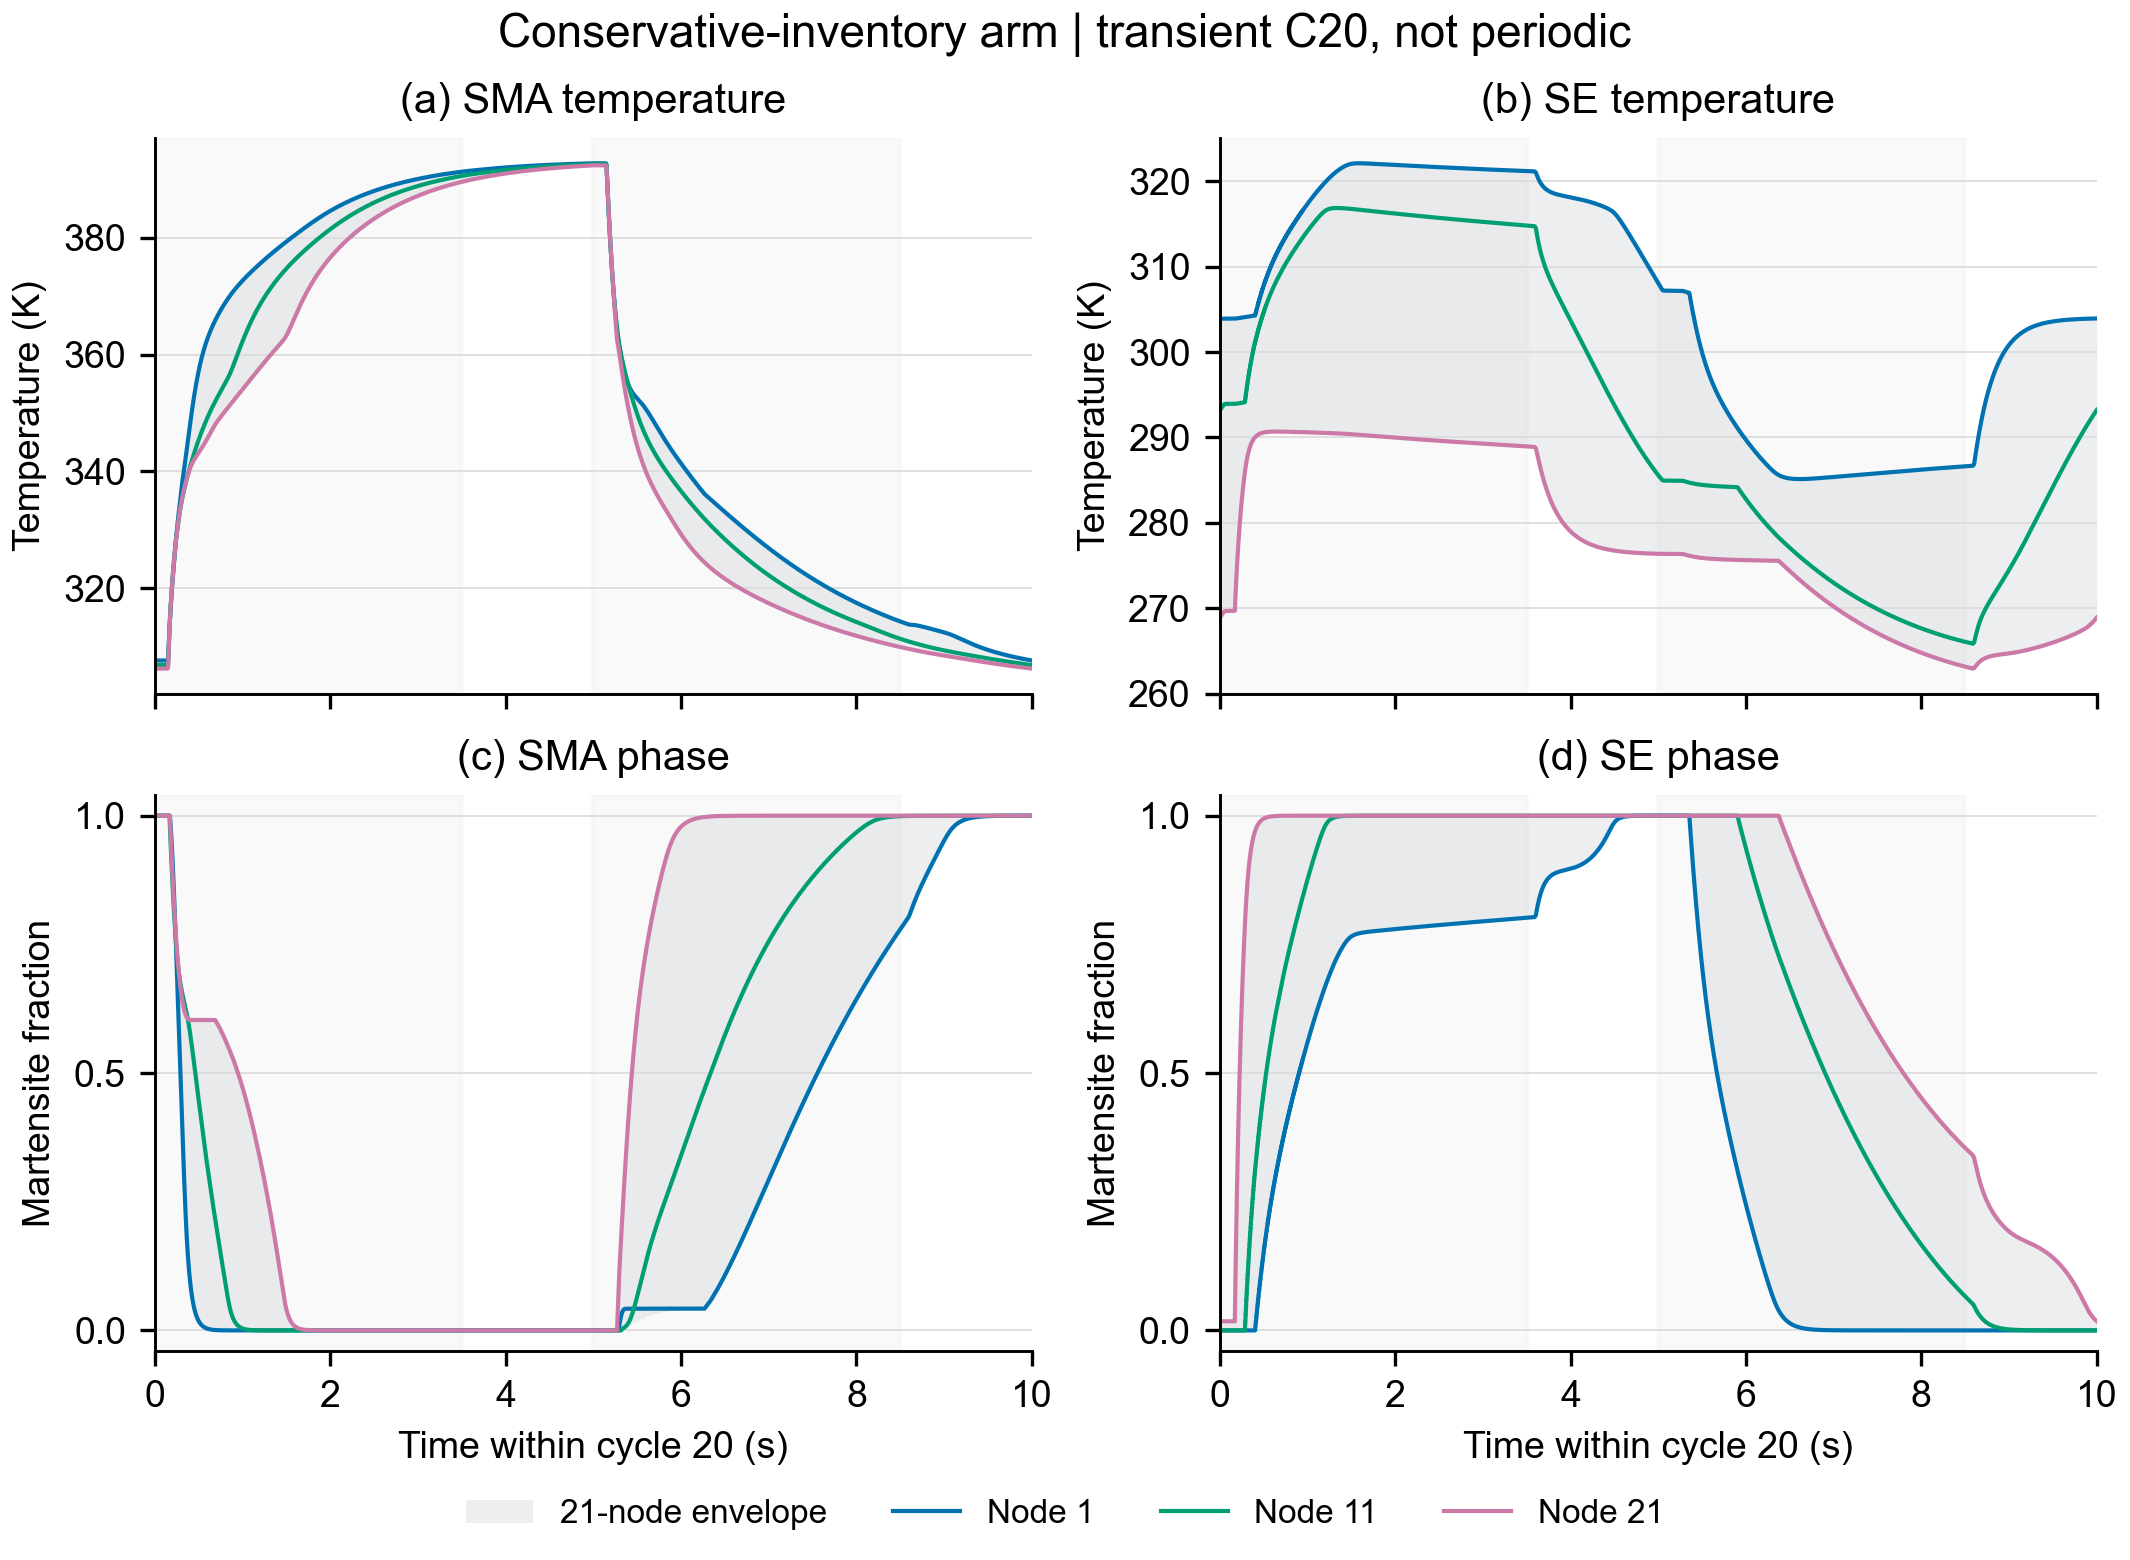 Conservative-inventory arm | transient C20, not periodic
(a) SMA temperature
Temperature (K)
380
360
340
320
(b) SE temperature
Temperature (K)
320
310
300
290
280
270
260
(c) SMA phase
Martensite fraction
1.0
0.5
0.0
0 2 4 6 8 10
Time within cycle 20 (s)
(d) SE phase
Martensite fraction
1.0
0.5
0.0
0 2 4 6 8 10
Time within cycle 20 (s)
21-node envelope Node 1 Node 11 Node 21